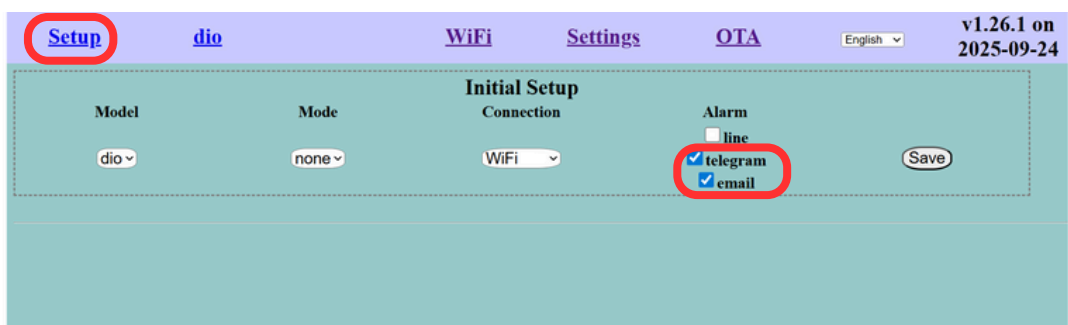 Setup dio WiFi Settings OTA English v1.26.1 on
2025-09-24
Initial Setup
Model Mode Connection Alarm
line
dio none WiFi telegram Save
email